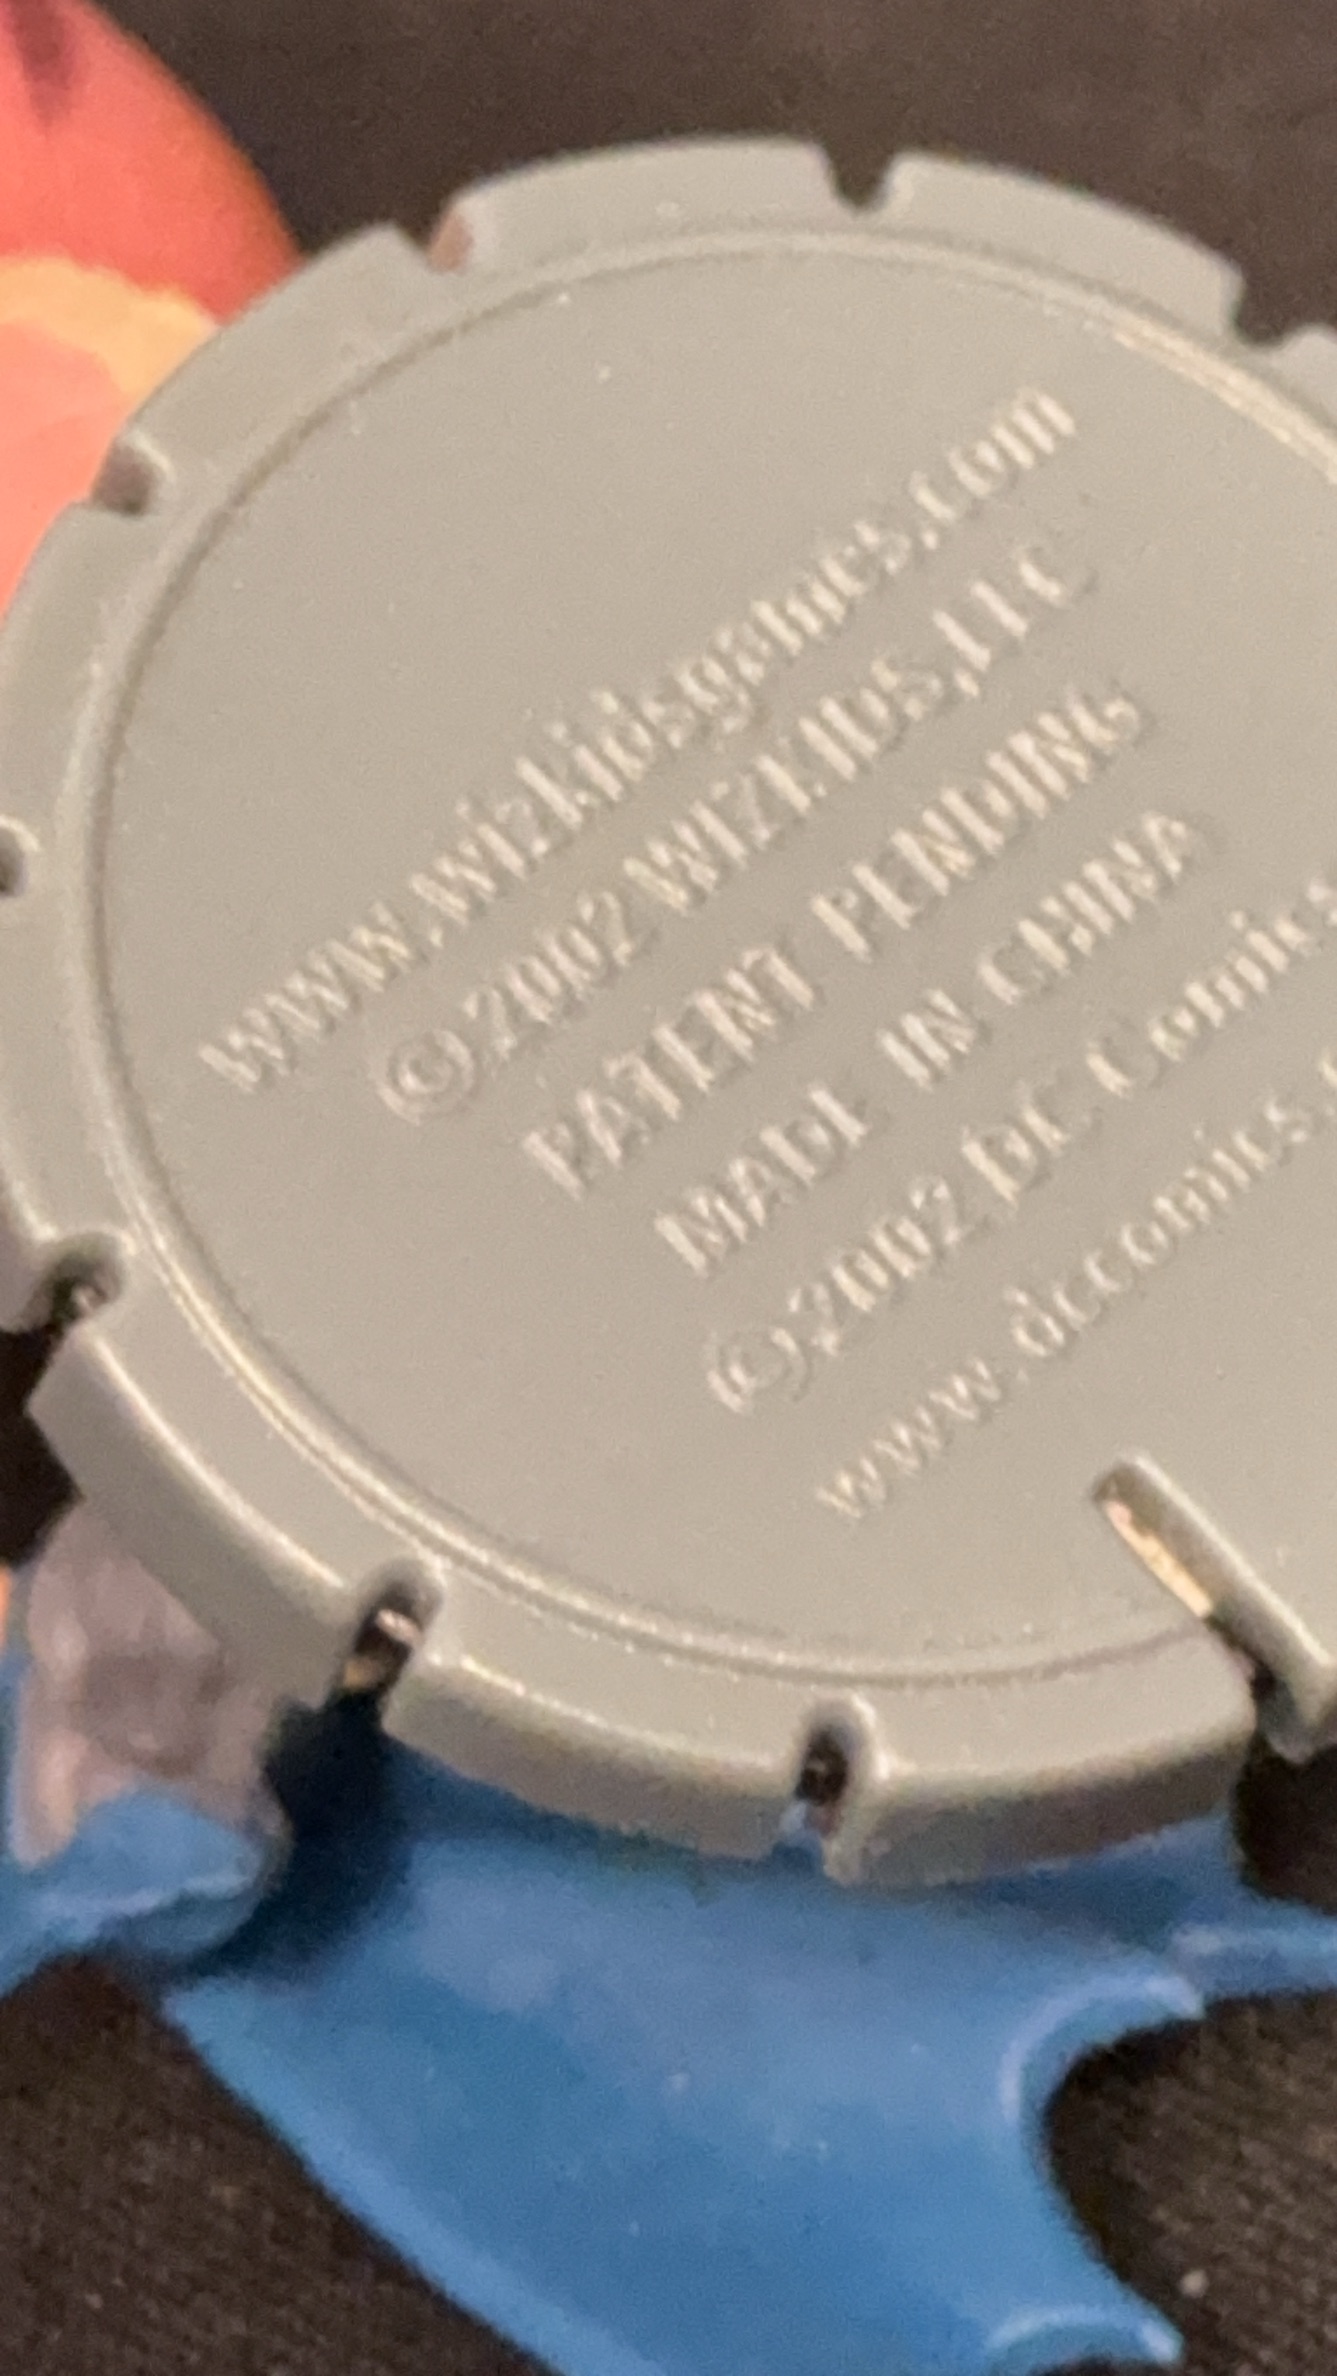 www.wizkidsgames.com
© 2002 WIZKIDS, LLC
PATENT PENDING
MADE IN CHINA
© 2002 DC Comics
www.dccomics.